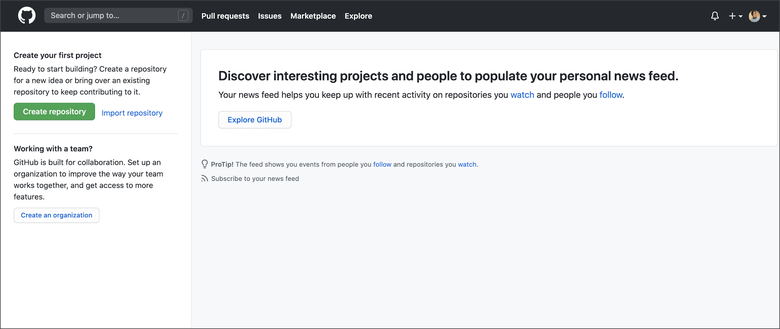 Search or jump to... /
Pull requests Issues Marketplace Explore
Create your first project
Ready to start building? Create a repository
for a new idea or bring over an existing
repository to keep contributing to it.
Create repository Import repository
Working with a team?
GitHub is built for collaboration. Set up an
organization to improve the way your team
works together, and get access to more
features.
Create an organization
Discover interesting projects and people to populate your personal news feed.
Your news feed helps you keep up with recent activity on repositories you watch and people you follow.
Explore GitHub
ProTip! The feed shows you events from people you follow and repositories you watch.
Subscribe to your news feed